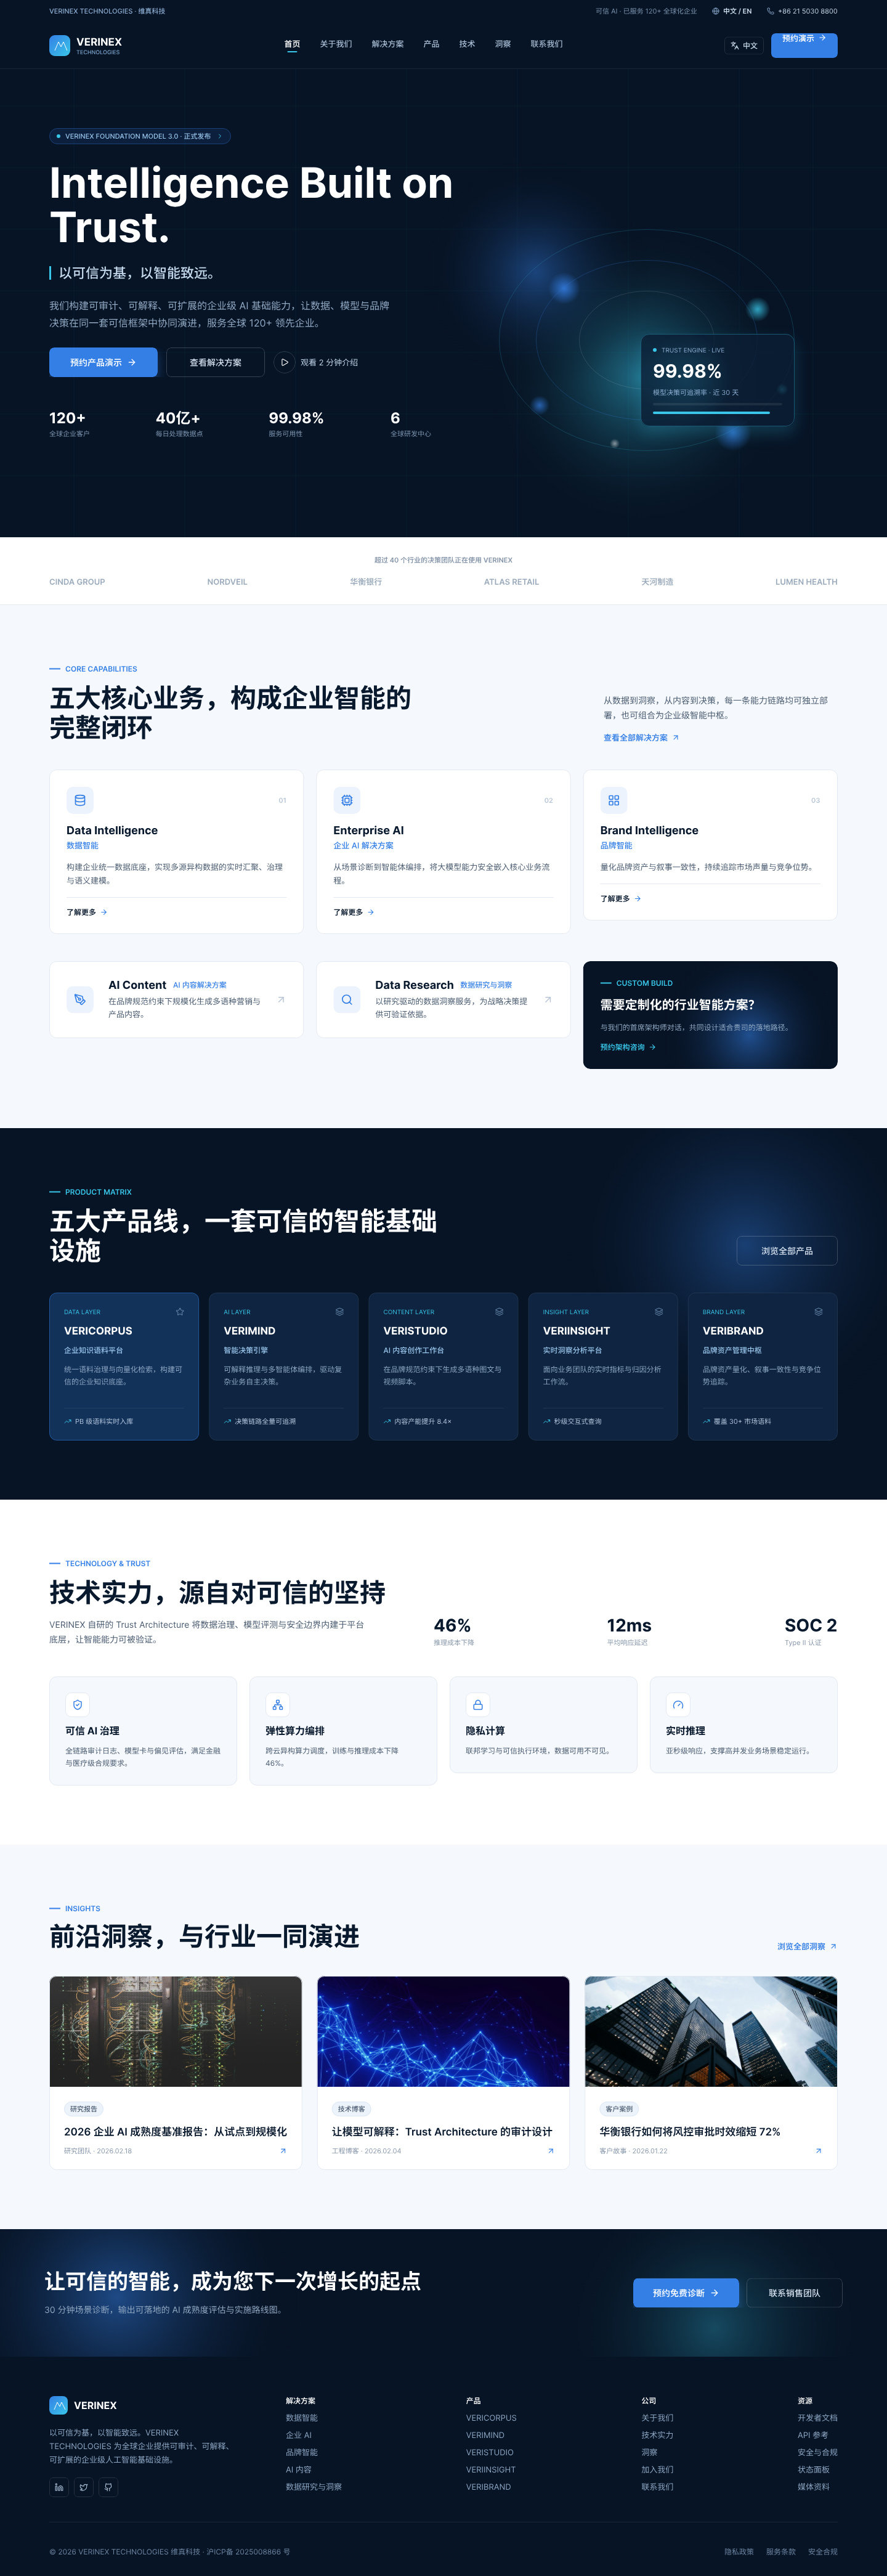 VERINEX TECHNOLOGIES · 维真科技
可信 AI · 已服务 120+ 全球化企业
中文 / EN
+86 21 5030 8800
VERINEX
TECHNOLOGIES
首页
关于我们
解决方案
产品
技术
洞察
联系我们
中文
预约演示
VERINEX FOUNDATION MODEL 3.0 · 正式发布
Intelligence Built on
Trust.
以可信为基，以智能致远。
我们构建可审计、可解释、可扩展的企业级 AI 基础能力，让数据、模型与品牌
决策在同一套可信框架中协同演进，服务全球 120+ 领先企业。
预约产品演示
查看解决方案
观看 2 分钟介绍
TRUST ENGINE · LIVE
99.98%
模型决策可追溯率 · 近 30 天
120+
全球企业客户
40亿+
每日处理数据点
99.98%
服务可用性
6
全球研发中心
超过 40 个行业的决策团队正在使用 VERINEX
CINDA GROUP
NORDVEIL
华衡银行
ATLAS RETAIL
天河制造
LUMEN HEALTH
CORE CAPABILITIES
五大核心业务，构成企业智能的
完整闭环
从数据到洞察，从内容到决策，每一条能力链路均可独立部
署，也可组合为企业级智能中枢。
查看全部解决方案
01
Data Intelligence
数据智能
构建企业统一数据底座，实现多源异构数据的实时汇聚、治理
与语义建模。
了解更多
02
Enterprise AI
企业 AI 解决方案
从场景诊断到智能体编排，将大模型能力安全嵌入核心业务流
程。
了解更多
03
Brand Intelligence
品牌智能
量化品牌资产与叙事一致性，持续追踪市场声量与竞争位势。
了解更多
AI Content AI 内容解决方案
在品牌规范约束下规模化生成多语种营销与
产品内容。
Data Research 数据研究与洞察
以研究驱动的数据洞察服务，为战略决策提
供可验证依据。
CUSTOM BUILD
需要定制化的行业智能方案？
与我们的首席架构师对话，共同设计适合贵司的落地路径。
预约架构咨询
PRODUCT MATRIX
五大产品线，一套可信的智能基础
设施
浏览全部产品
DATA LAYER
VERICORPUS
企业知识语料平台
统一语料治理与向量化检索，构建可
信的企业知识底座。
PB 级语料实时入库
AI LAYER
VERIMIND
智能决策引擎
可解释推理与多智能体编排，驱动复
杂业务自主决策。
决策链路全量可追溯
CONTENT LAYER
VERISTUDIO
AI 内容创作工作台
在品牌规范约束下生成多语种图文与
视频脚本。
内容产能提升 8.4×
INSIGHT LAYER
VERIINSIGHT
实时洞察分析平台
面向业务团队的实时指标与归因分析
工作流。
秒级交互式查询
BRAND LAYER
VERIBRAND
品牌资产管理中枢
品牌资产量化、叙事一致性与竞争位
势追踪。
覆盖 30+ 市场语料
TECHNOLOGY & TRUST
技术实力，源自对可信的坚持
VERINEX 自研的 Trust Architecture 将数据治理、模型评测与安全边界内建于平台
底层，让智能能力可被验证。
46%
推理成本下降
12ms
平均响应延迟
SOC 2
Type II 认证
可信 AI 治理
全链路审计日志、模型卡与偏见评估，满足金融
与医疗级合规要求。
弹性算力编排
跨云异构算力调度，训练与推理成本下降
46%。
隐私计算
联邦学习与可信执行环境，数据可用不可见。
实时推理
亚秒级响应，支撑高并发业务场景稳定运行。
INSIGHTS
前沿洞察，与行业一同演进
浏览全部洞察
研究报告
2026 企业 AI 成熟度基准报告：从试点到规模化
研究团队 · 2026.02.18
技术博客
让模型可解释：Trust Architecture 的审计设计
工程博客 · 2026.02.04
客户案例
华衡银行如何将风控审批时效缩短 72%
客户故事 · 2026.01.22
让可信的智能，成为您下一次增长的起点
30 分钟场景诊断，输出可落地的 AI 成熟度评估与实施路线图。
预约免费诊断
联系销售团队
VERINEX
以可信为基，以智能致远。VERINEX
TECHNOLOGIES 为全球企业提供可审计、可解释、
可扩展的企业级人工智能基础设施。
解决方案
数据智能
企业 AI
品牌智能
AI 内容
数据研究与洞察
产品
VERICORPUS
VERIMIND
VERISTUDIO
VERIINSIGHT
VERIBRAND
公司
关于我们
技术实力
洞察
加入我们
联系我们
资源
开发者文档
API 参考
安全与合规
状态面板
媒体资料
© 2026 VERINEX TECHNOLOGIES 维真科技 · 沪ICP备 2025008866 号
隐私政策
服务条款
安全合规